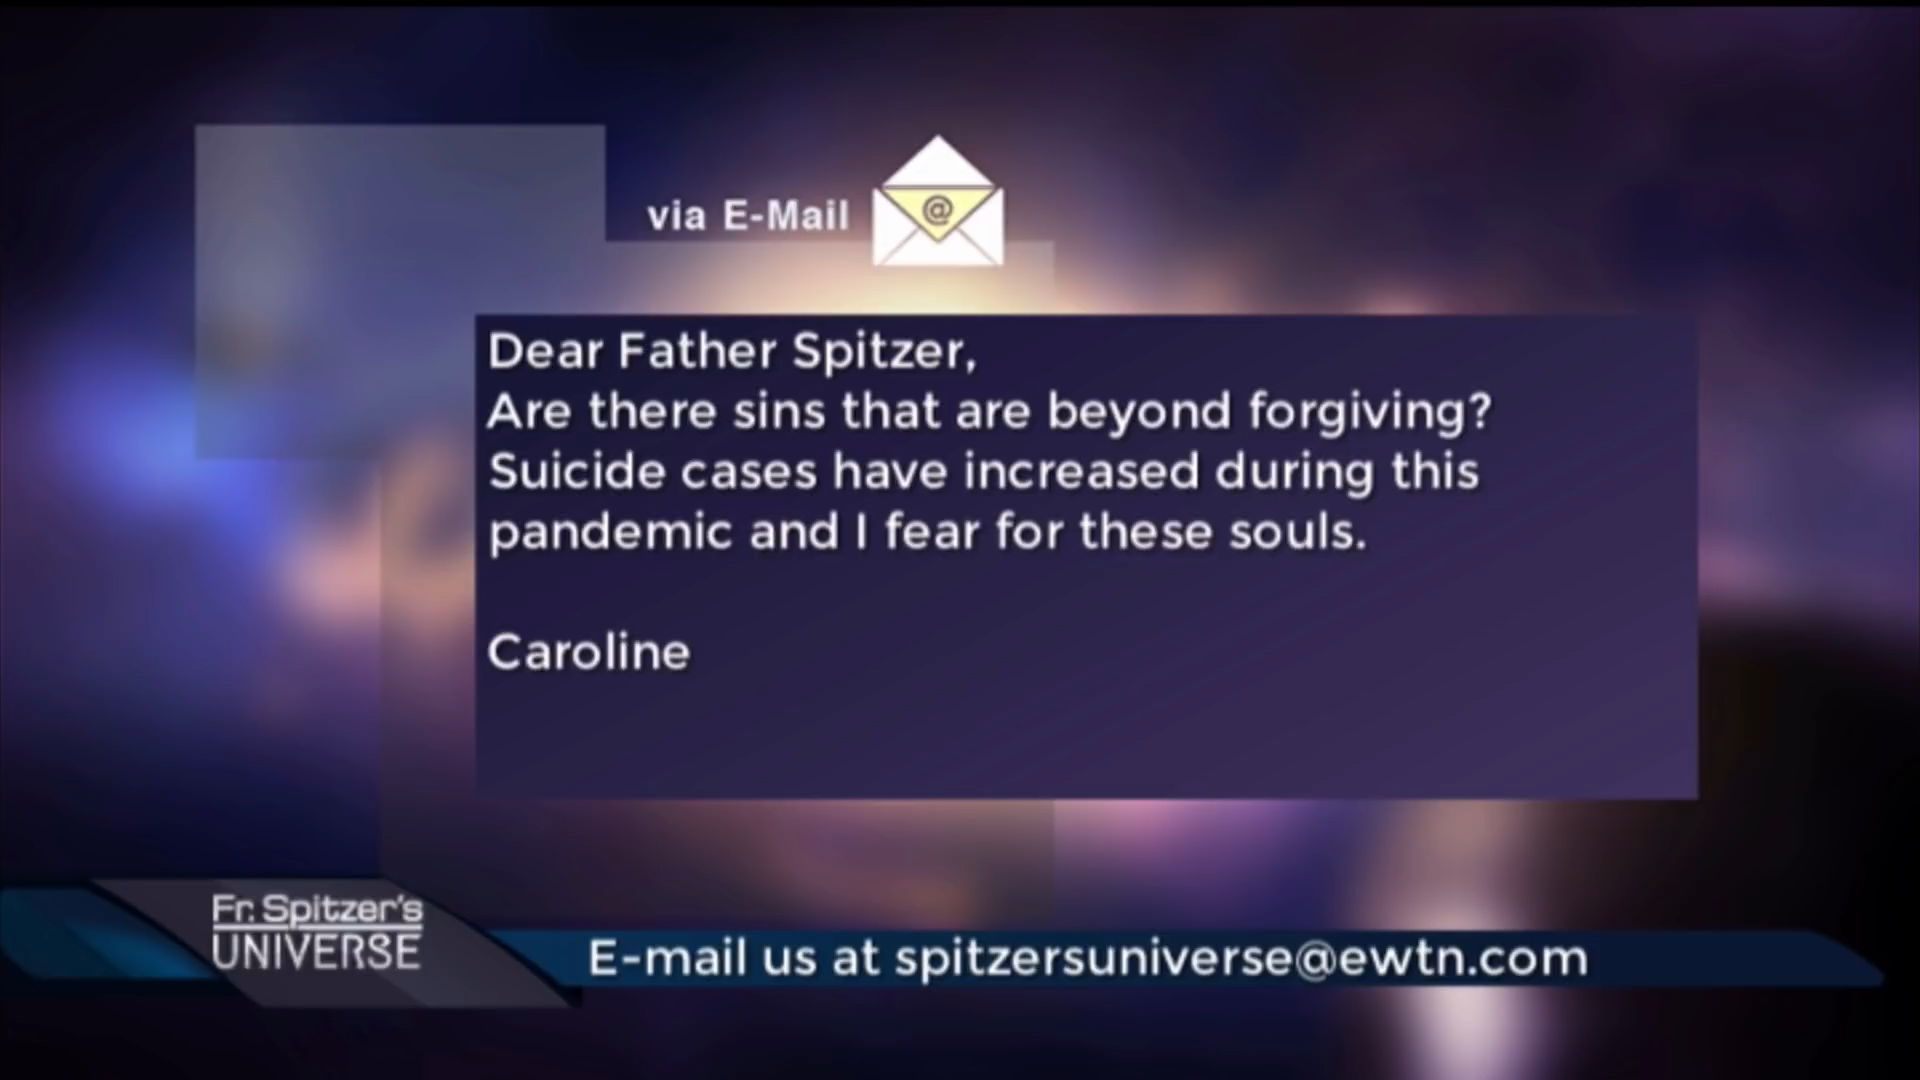 via E-Mail
@
Dear Father Spitzer,
Are there sins that are beyond forgiving?
Suicide cases have increased during this
pandemic and I fear for these souls.
Caroline
Fr. Spitzer's
UNIVERSE
E-mail us at spitzersuniverse@ewtn.com